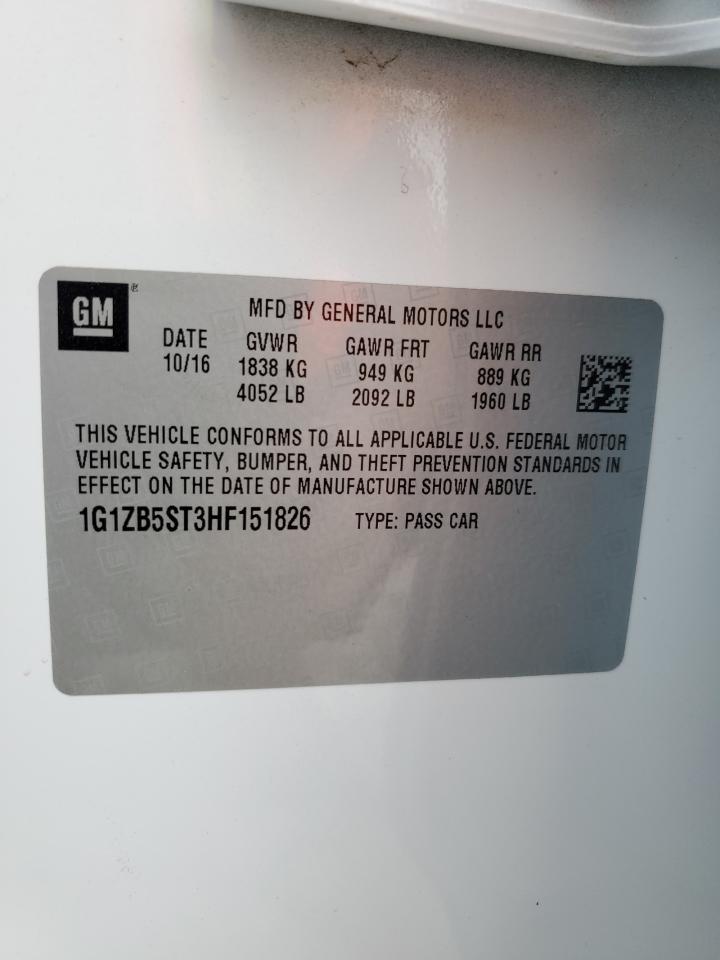 GM
MFD BY GENERAL MOTORS LLC
DATE GVWR GAWR FRT GAWR RR
10/16 1838 KG 949 KG 889 KG
4052 LB 2092 LB 1960 LB
THIS VEHICLE CONFORMS TO ALL APPLICABLE U.S. FEDERAL MOTOR
VEHICLE SAFETY, BUMPER, AND THEFT PREVENTION STANDARDS IN
EFFECT ON THE DATE OF MANUFACTURE SHOWN ABOVE.
1G1ZB5ST3HF151826 TYPE: PASS CAR